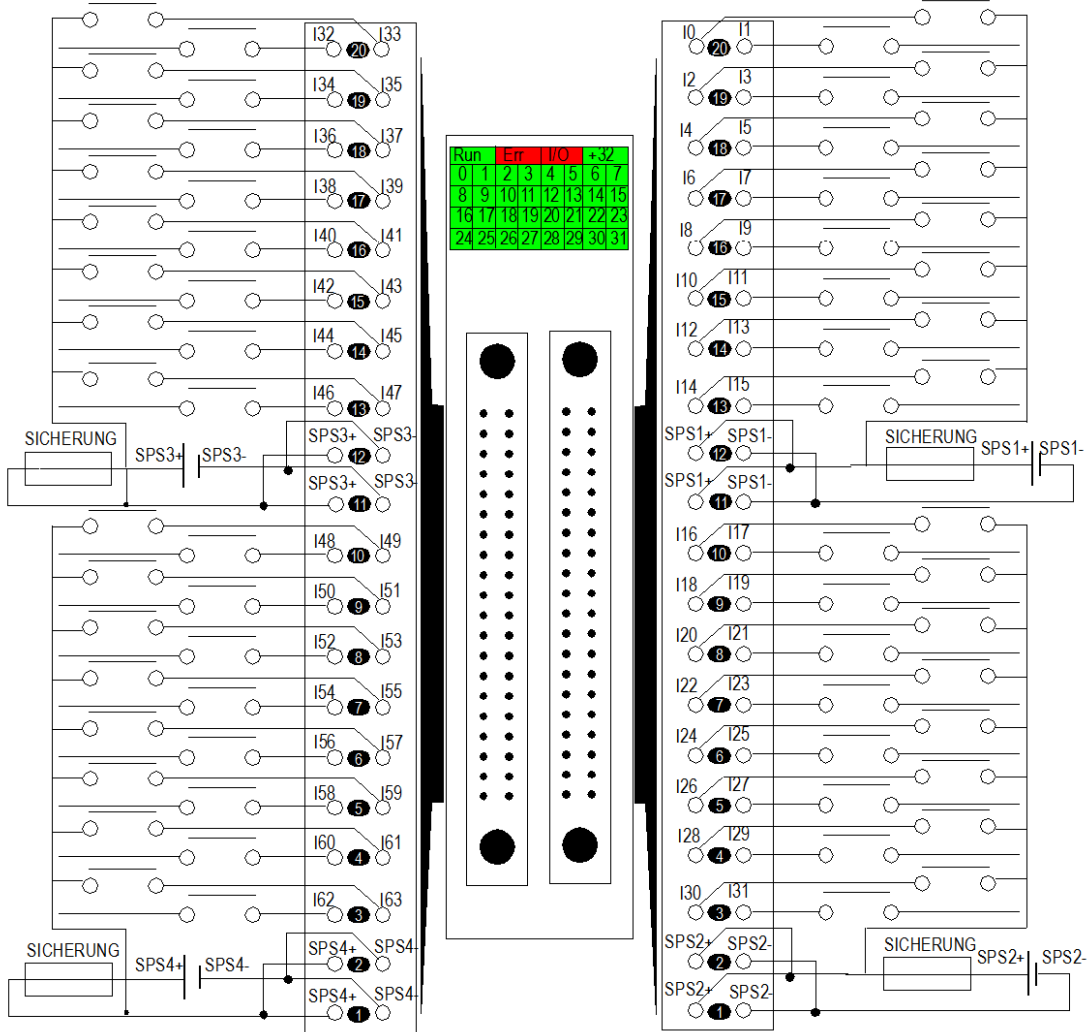 I32 I33
20
I34 I35
19
I36 I37
18
I38 I39
17
I40 I41
16
I42 I43
15
I44 I45
14
I46 I47
13
SPS3+ SPS3-
12
SICHERUNG
SPS3+ SPS3-
SPS3+ SPS3-
11
I48 I49
10
I50 I51
9
I52 I53
8
I54 I55
7
I56 I57
6
I58 I59
5
I60 I61
4
I62 I63
3
SPS4+ SPS4-
2
SICHERUNG
SPS4+ SPS4-
SPS4+ SPS4-
1
Run Err I/O +32
0 1 2 3 4 5 6 7
8 9 10 11 12 13 14 15
16 17 18 19 20 21 22 23
24 25 26 27 28 29 30 31
I0 I1
20
I2 I3
19
I4 I5
18
I6 I7
17
I8 I9
16
I10 I11
15
I12 I13
14
I14 I15
13
SPS1+ SPS1-
12
SICHERUNG
SPS1+ SPS1-
SPS1+ SPS1-
11
I16 I17
10
I18 I19
9
I20 I21
8
I22 I23
7
I24 I25
6
I26 I27
5
I28 I29
4
I30 I31
3
SPS2+ SPS2-
2
SICHERUNG
SPS2+ SPS2-
SPS2+ SPS2-
1